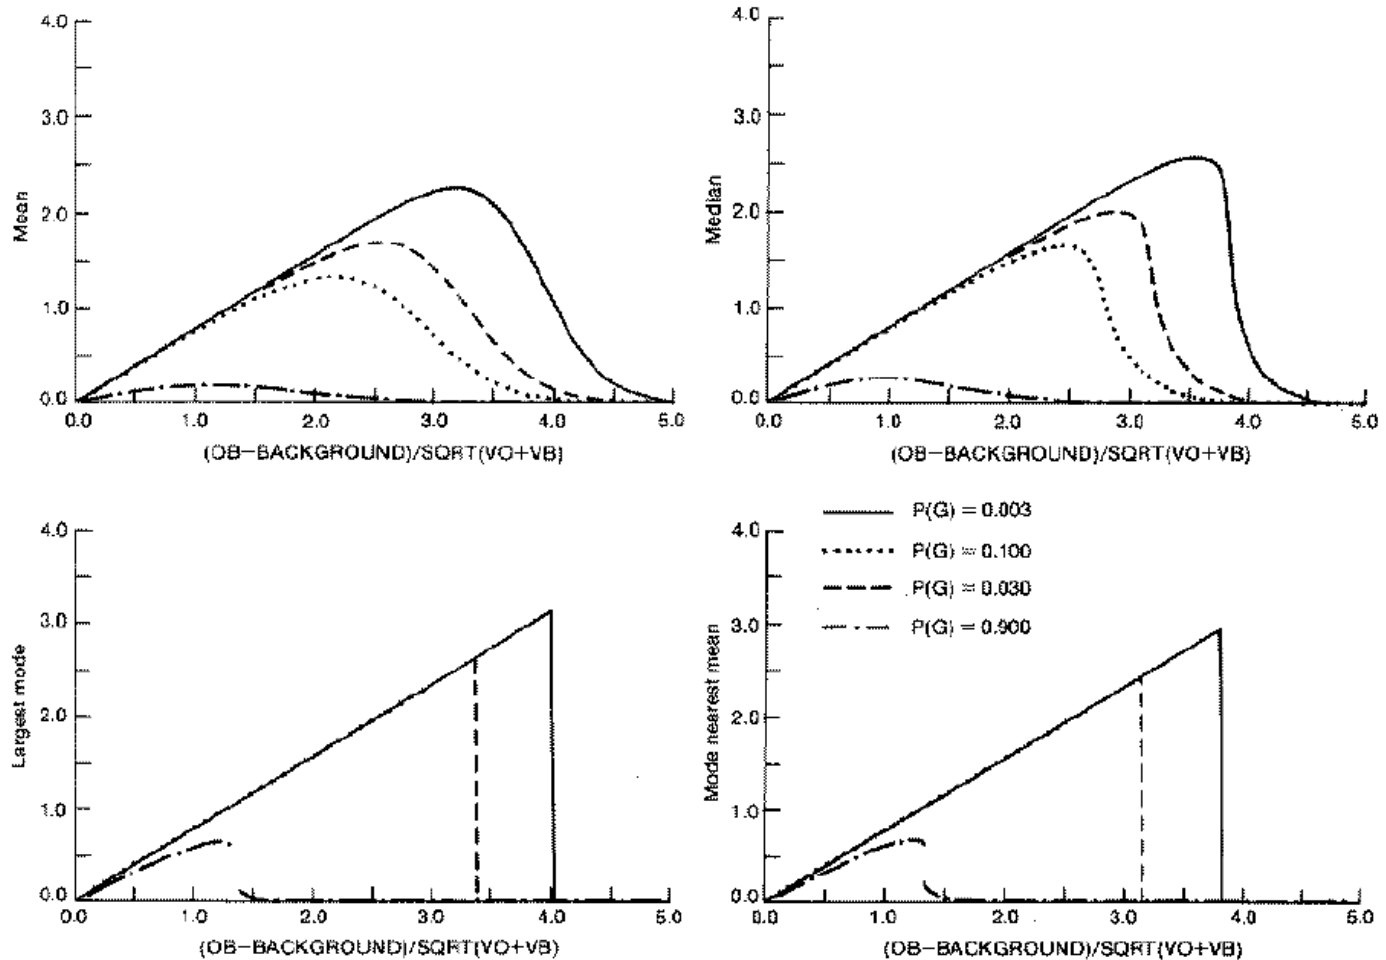 4.0
3.0
2.0
1.0
0.0
Mean
0.0 1.0 2.0 3.0 4.0 5.0
(OB-BACKGROUND)/SQRT(VO+VB)
4.0
3.0
2.0
1.0
0.0
Median
0.0 1.0 2.0 3.0 4.0 5.0
(OB-BACKGROUND)/SQRT(VO+VB)
4.0
3.0
2.0
1.0
0.0
Largest mode
0.0 1.0 2.0 3.0 4.0 5.0
(OB-BACKGROUND)/SQRT(VO+VB)
P(G) = 0.003
P(G) = 0.100
P(G) = 0.030
P(G) = 0.900
4.0
3.0
2.0
1.0
0.0
Mode nearest mean
0.0 1.0 2.0 3.0 4.0 5.0
(OB-BACKGROUND)/SQRT(VO+VB)